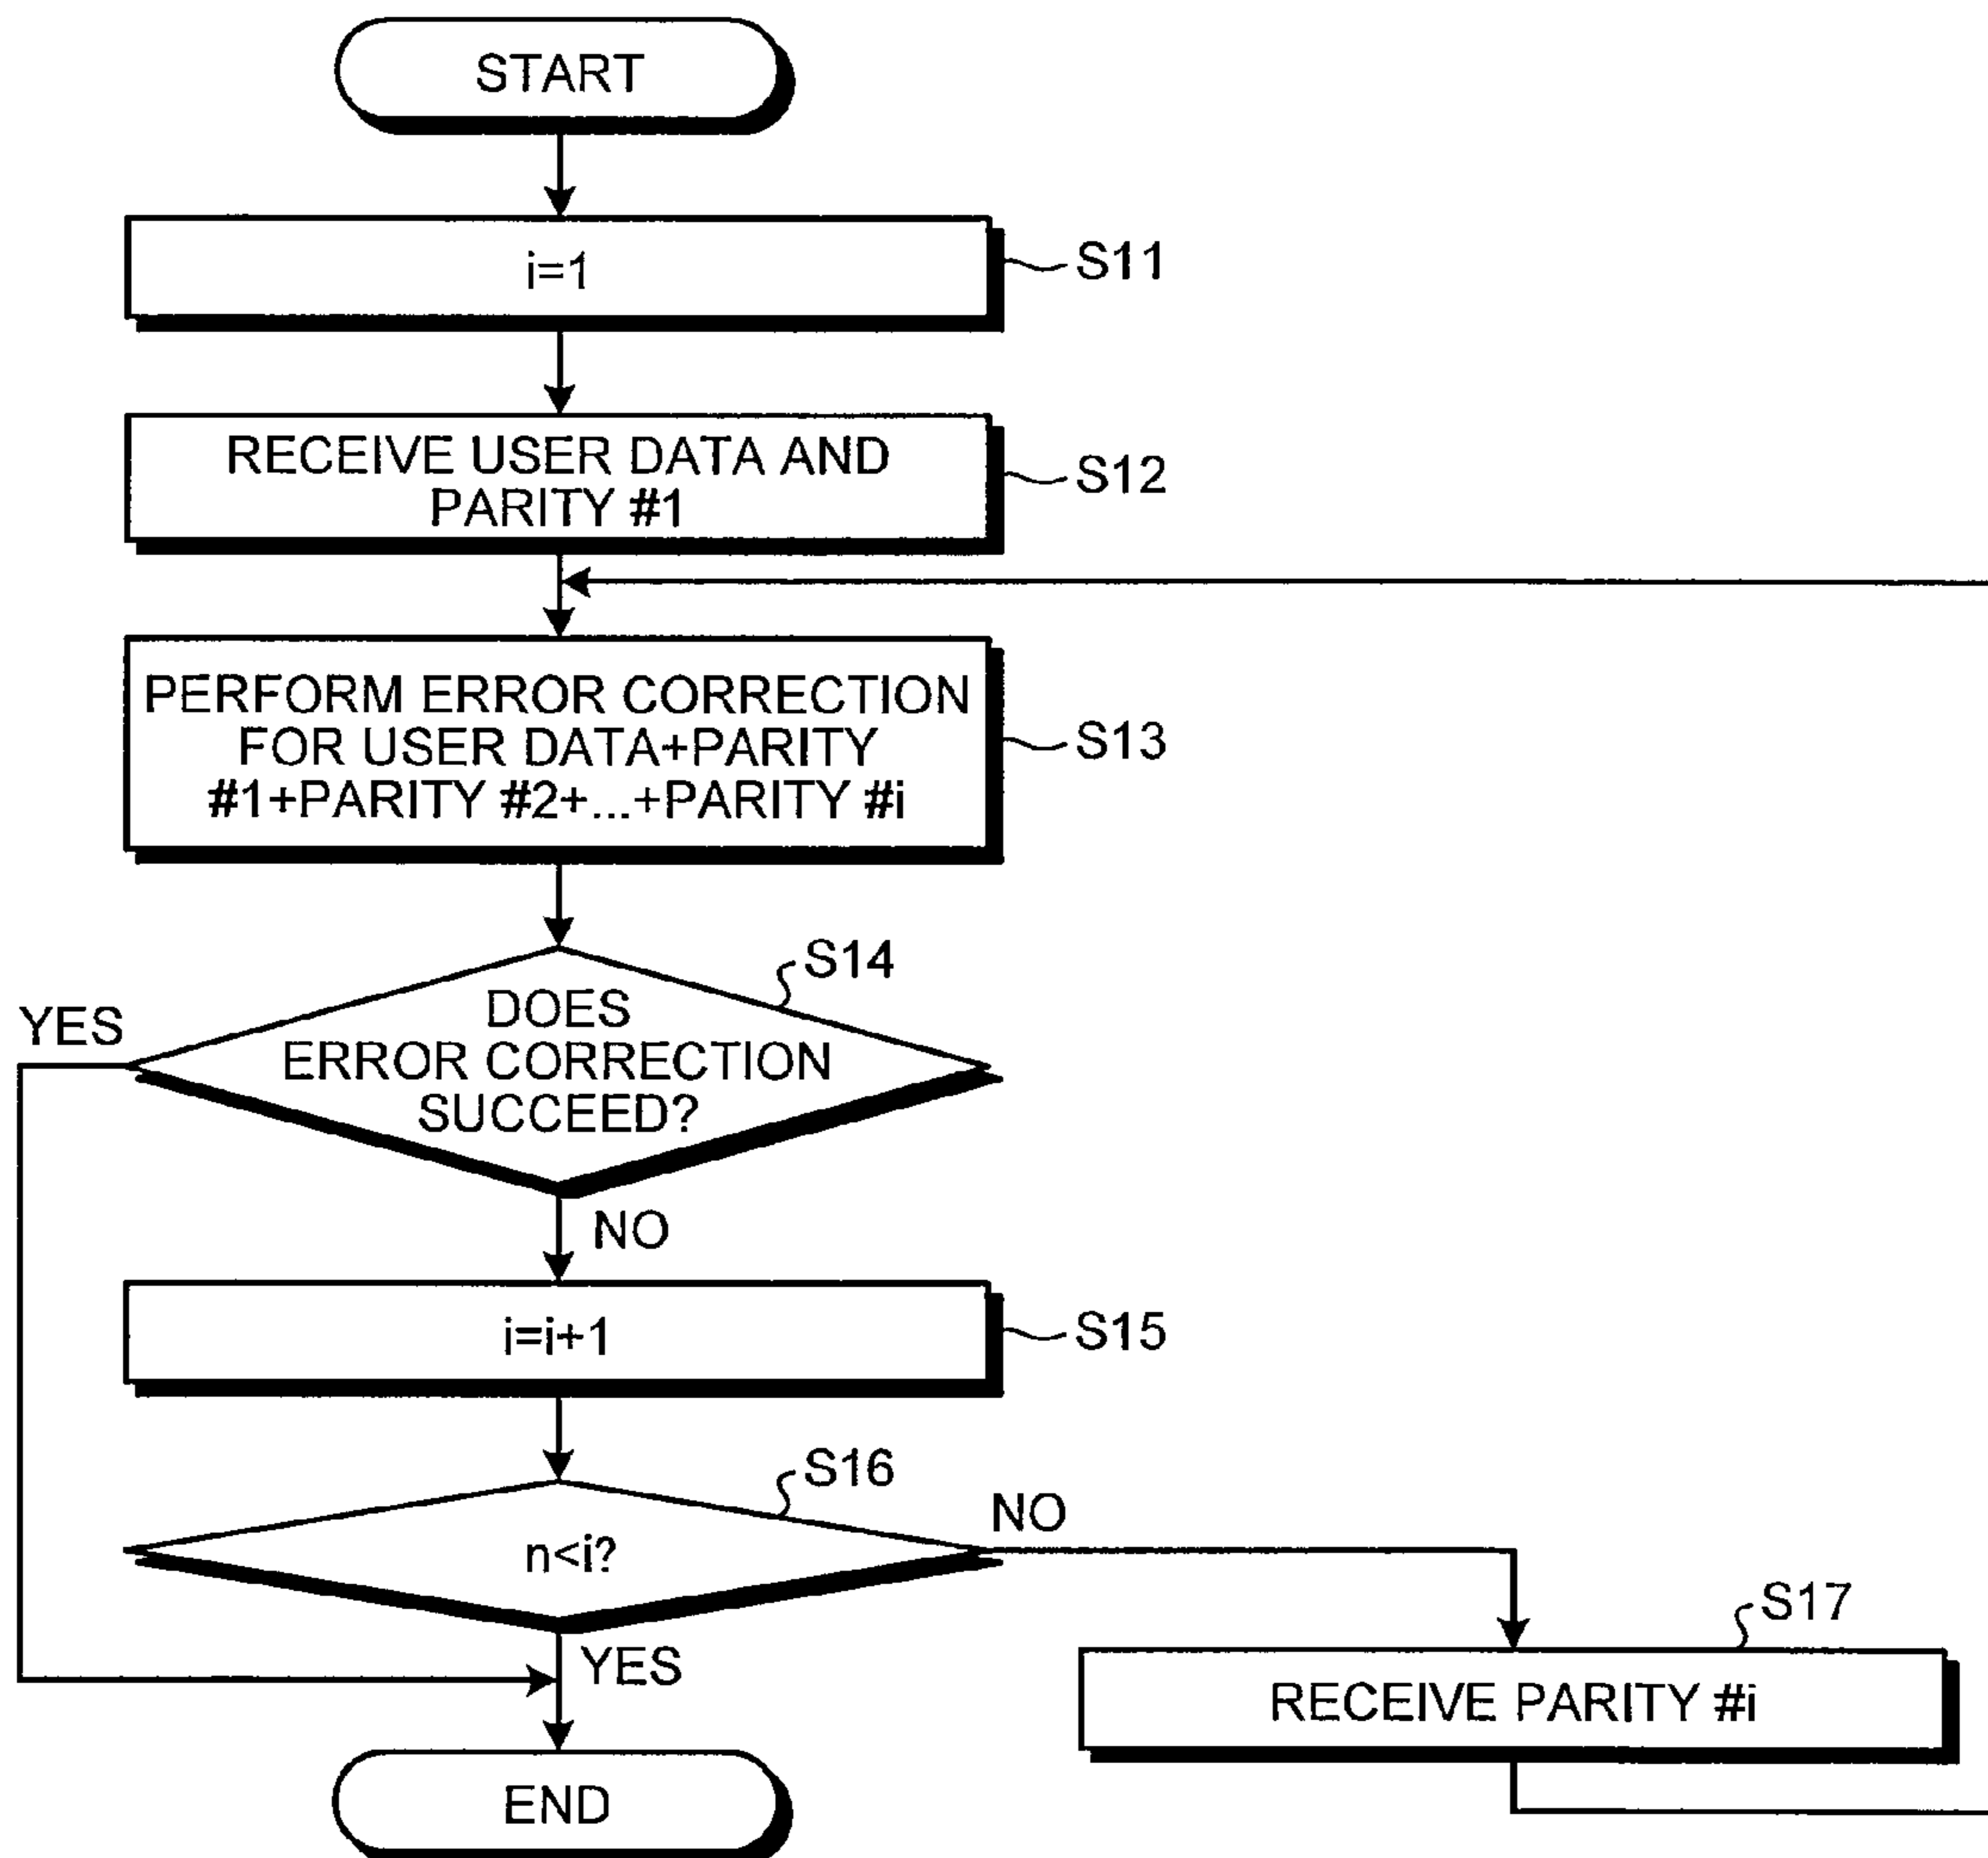 START
i=1
S11
RECEIVE USER DATA AND
PARITY #1
S12
PERFORM ERROR CORRECTION
FOR USER DATA+PARITY
#1+PARITY #2+...+PARITY #i
S13
S14
DOES
ERROR CORRECTION
SUCCEED?
YES
NO
i=i+1
S15
S16
n<i?
NO
YES
S17
RECEIVE PARITY #i
END